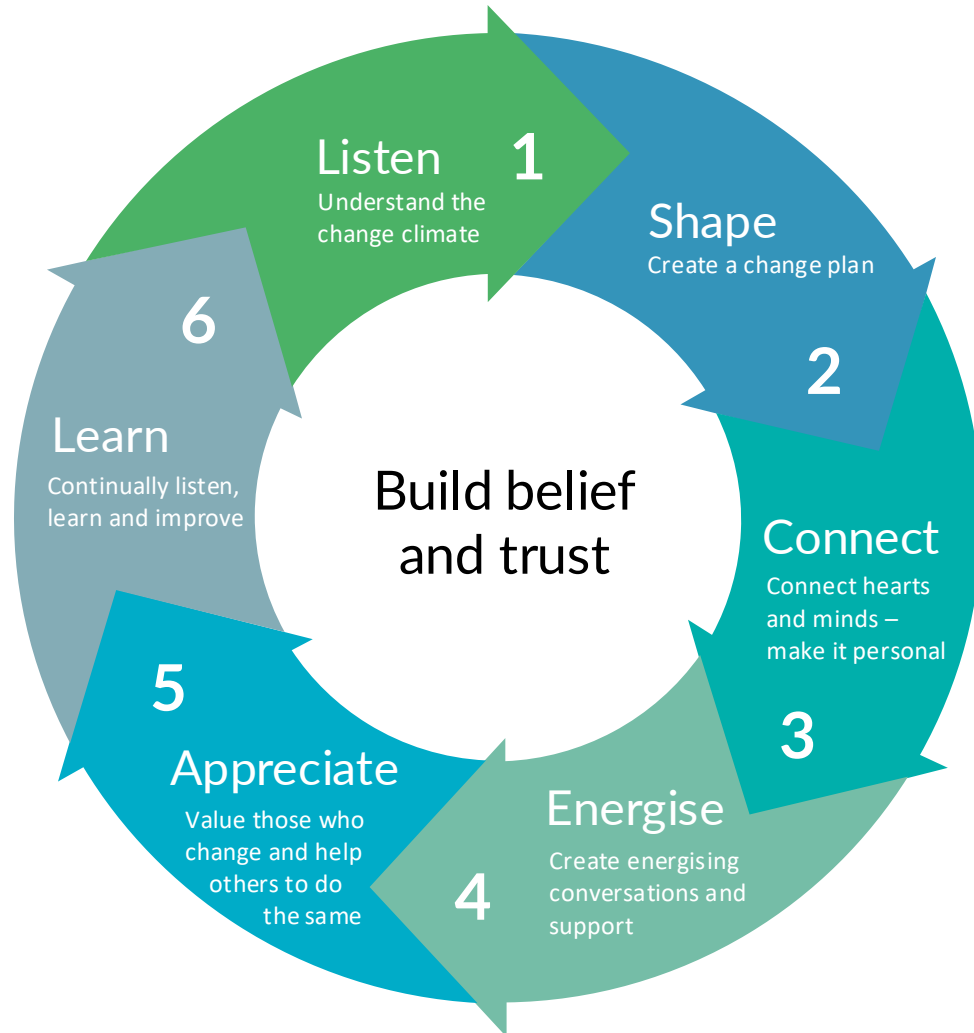 Listen
Understand the
change climate
1
Shape
Create a change plan
2
Connect
Connect hearts
and minds –
make it personal
3
Energise
Create energising
conversations and
support
4
Appreciate
Value those who
change and help
others to do
the same
5
Learn
Continually listen,
learn and improve
6
Build belief
and trust